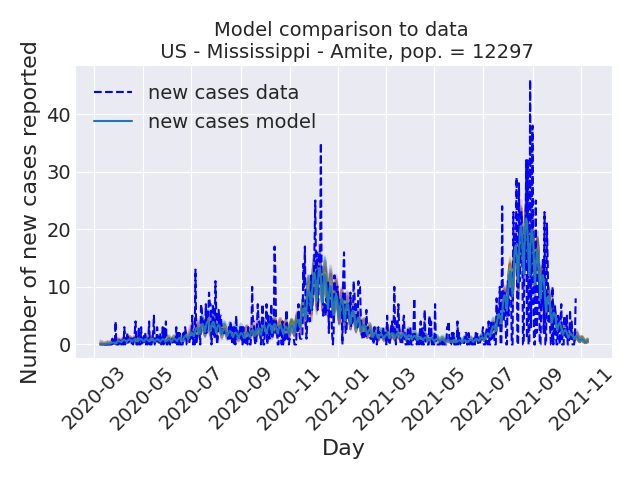 Model comparison to data
US - Mississippi - Amite, pop. = 12297
Number of new cases reported
new cases data
new cases model
40
30
20
10
0
2020-03
2020-05
2020-07
2020-09
2020-11
2021-01
2021-03
2021-05
2021-07
2021-09
2021-11
Day